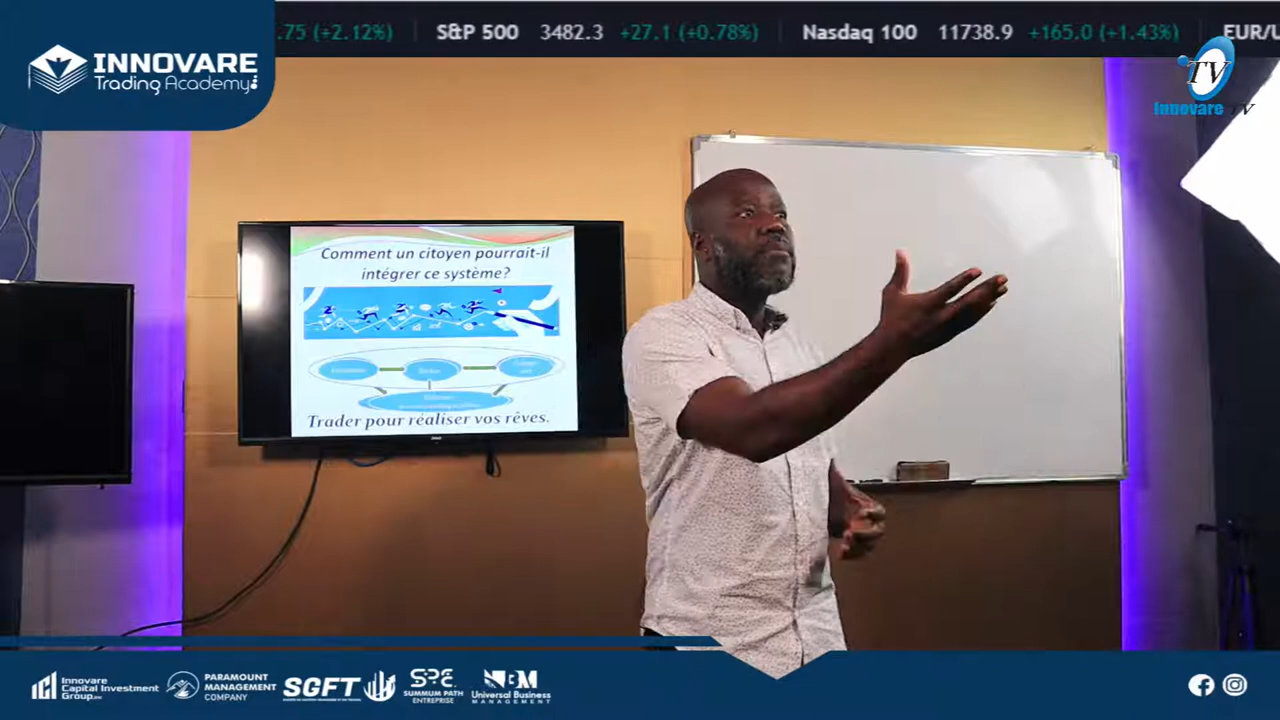 .75 (+2.12%) S&P 500 3482.3 +27.1 (+0.78%) Nasdaq 100 11738.9 +165.0 (+1.43%) EUR/U
INNOVARE
Trading Academy
TV
Innovare TV
Comment un citoyen pourrait-il
intégrer ce système?
Trader pour réaliser vos rêves.
ICI Innovare
Capital Investment
Group
PARAMOUNT
MANAGEMENT
COMPANY
SGFT
SPE
SUMMUM PATH
ENTREPRISE
Universal Business
MANAGEMENT